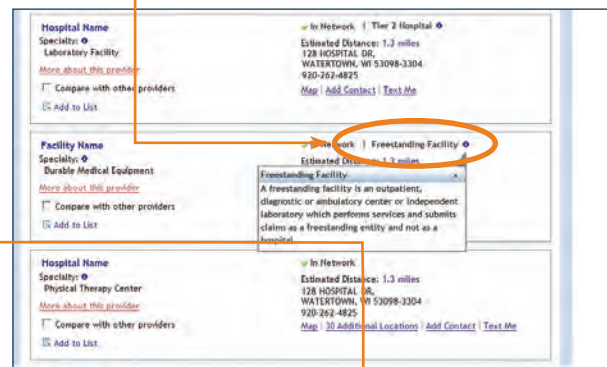 Hospital Name
Specialty:
Laboratory Facility
More about this provider
Compare with other providers
Add to List
In Network | Tier 2 Hospital
Estimated Distance: 1.3 miles
128 HOSPITAL DR,
WATERTOWN, WI 53098-3304
920-262-4825
Map | Add Contact | Text Me
Facility Name
Specialty:
Durable Medical Equipment
More about this provider
Compare with other providers
Add to List
In Network | Freestanding Facility
Estimated Distance: 1.3 miles
Freestanding Facility
A freestanding facility is an outpatient,
diagnostic or ambulatory center or independent
laboratory which performs services and submits
claims as a freestanding entity and not as a
hospital.
Hospital Name
Specialty:
Physical Therapy Center
More about this provider
Compare with other providers
Add to List
In Network
Estimated Distance: 1.3 miles
128 HOSPITAL DR,
WATERTOWN, WI 53098-3304
920-262-4825
Map | 30 Additional Locations | Add Contact | Text Me